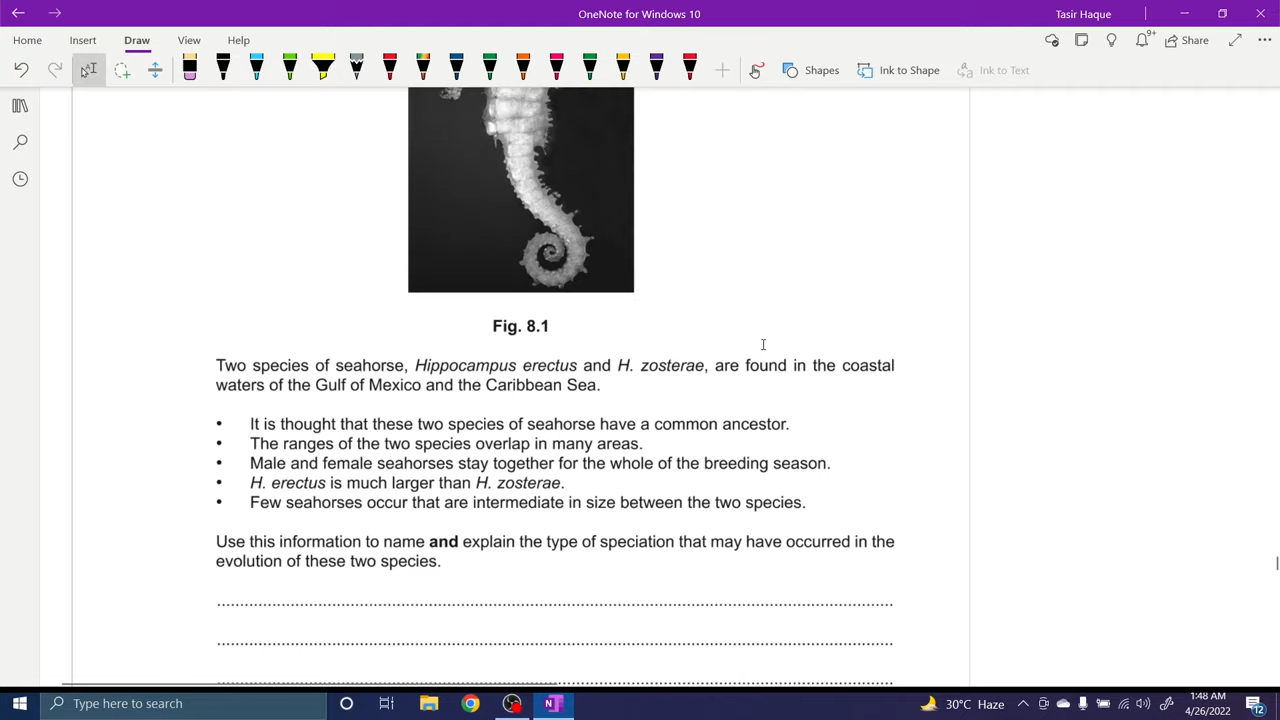 OneNote for Windows 10
Tasir Haque
Home
Insert
Draw
View
Help
9+
Share
Shapes
Ink to Shape
Ink to Text
Fig. 8.1
Two species of seahorse, Hippocampus erectus and H. zosterae, are found in the coastal
waters of the Gulf of Mexico and the Caribbean Sea.
• It is thought that these two species of seahorse have a common ancestor.
• The ranges of the two species overlap in many areas.
• Male and female seahorses stay together for the whole of the breeding season.
• H. erectus is much larger than H. zosterae.
• Few seahorses occur that are intermediate in size between the two species.
Use this information to name and explain the type of speciation that may have occurred in the
evolution of these two species.
Type here to search
30°C Haze
1:48 AM
4/26/2022
12